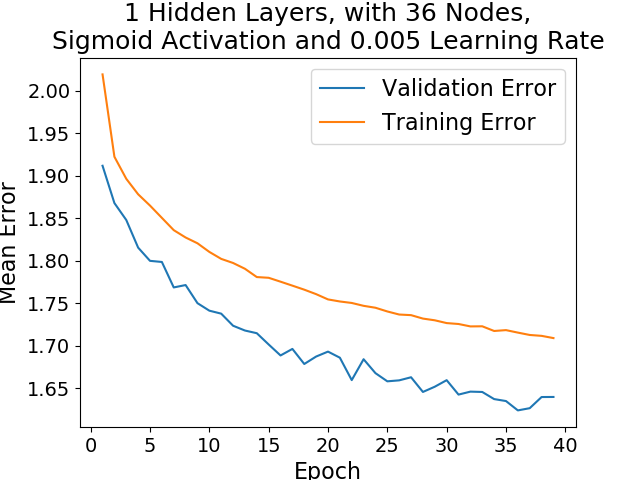 1 Hidden Layers, with 36 Nodes,
Sigmoid Activation and 0.005 Learning Rate
Validation Error
Training Error
Mean Error
2.00
1.95
1.90
1.85
1.80
1.75
1.70
1.65
0 5 10 15 20 25 30 35 40
Epoch